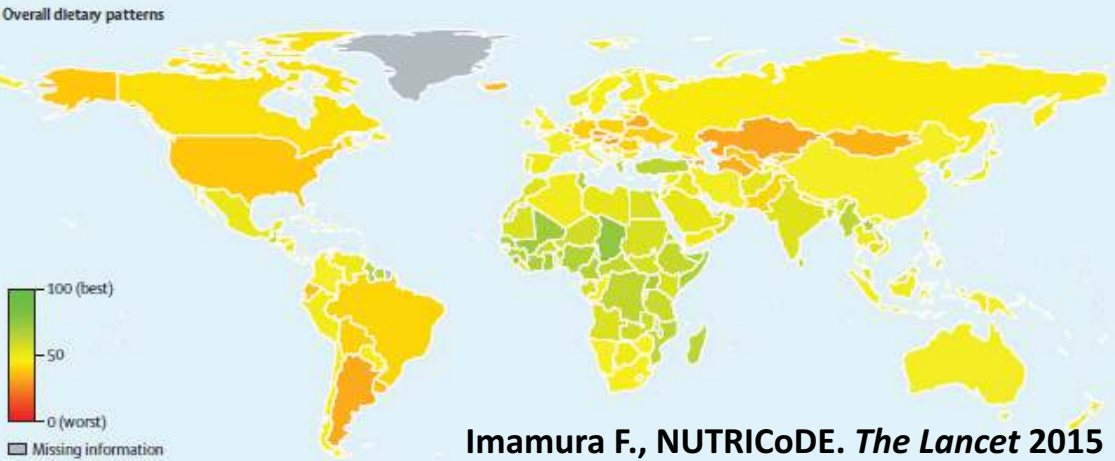 Overall dietary patterns
100 (best)
50
0 (worst)
Missing information
Imamura F., NUTRICoDE. The Lancet 2015